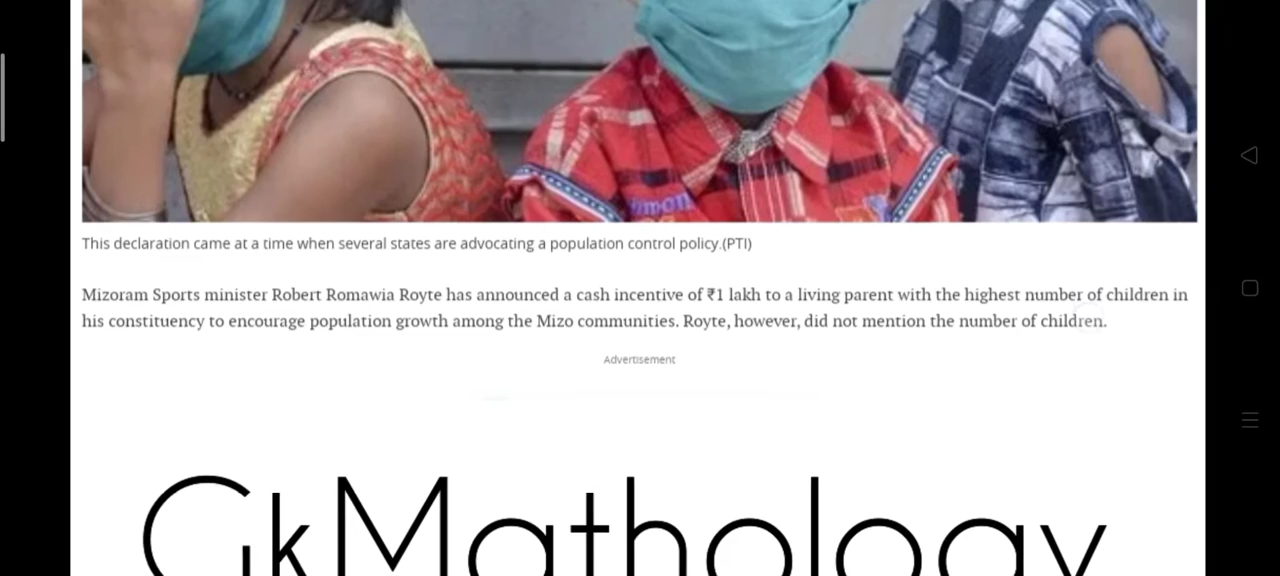 This declaration came at a time when several states are advocating a population control policy.(PTI)
Mizoram Sports minister Robert Romawia Royte has announced a cash incentive of ₹1 lakh to a living parent with the highest number of children in
his constituency to encourage population growth among the Mizo communities. Royte, however, did not mention the number of children.
Advertisement
GkMathology